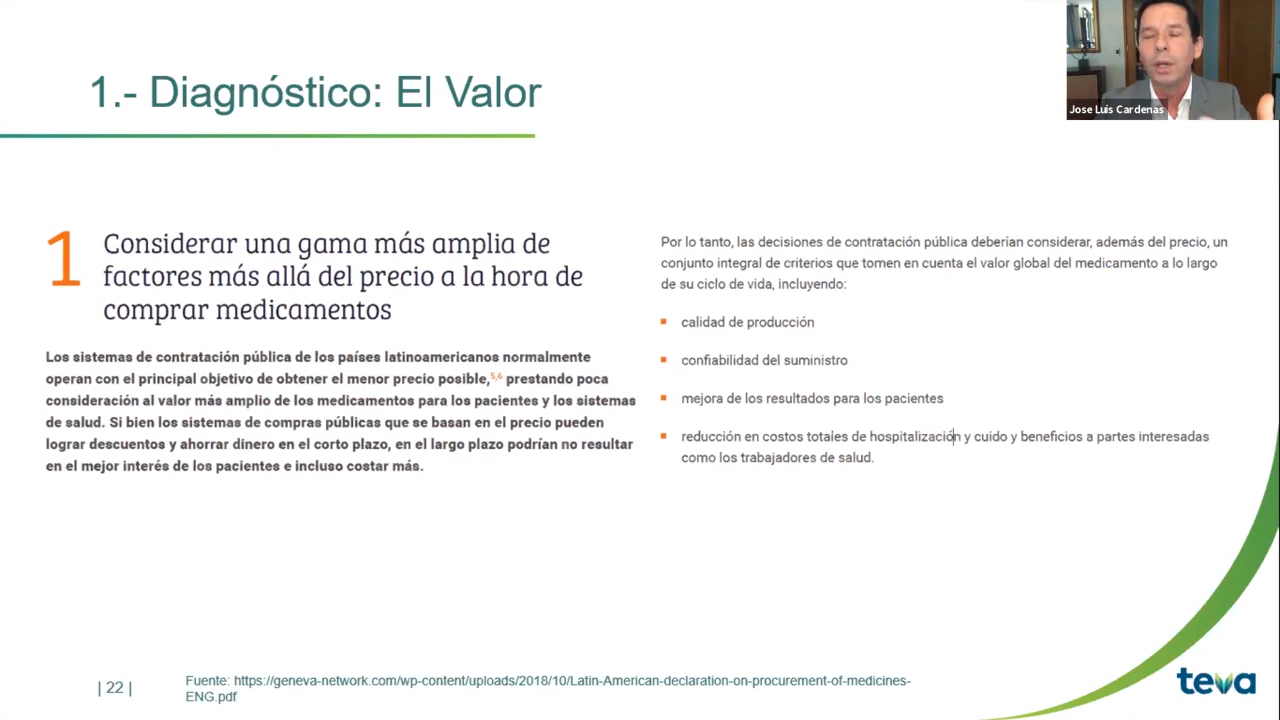 1.- Diagnóstico: El Valor
Jose Luis Cardenas
1
Considerar una gama más amplia de
factores más allá del precio a la hora de
comprar medicamentos
Los sistemas de contratación pública de los países latinoamericanos normalmente
operan con el principal objetivo de obtener el menor precio posible,5,6 prestando poca
consideración al valor más amplio de los medicamentos para los pacientes y los sistemas
de salud. Si bien los sistemas de compras públicas que se basan en el precio pueden
lograr descuentos y ahorrar dinero en el corto plazo, en el largo plazo podrían no resultar
en el mejor interés de los pacientes e incluso costar más.
Por lo tanto, las decisiones de contratación pública deberían considerar, además del precio, un
conjunto integral de criterios que tomen en cuenta el valor global del medicamento a lo largo
de su ciclo de vida, incluyendo:
▪ calidad de producción
▪ confiabilidad del suministro
▪ mejora de los resultados para los pacientes
▪ reducción en costos totales de hospitalización y cuido y beneficios a partes interesadas
como los trabajadores de salud.
| 22 |
Fuente: https://geneva-network.com/wp-content/uploads/2018/10/Latin-American-declaration-on-procurement-of-medicines-
ENG.pdf
teva